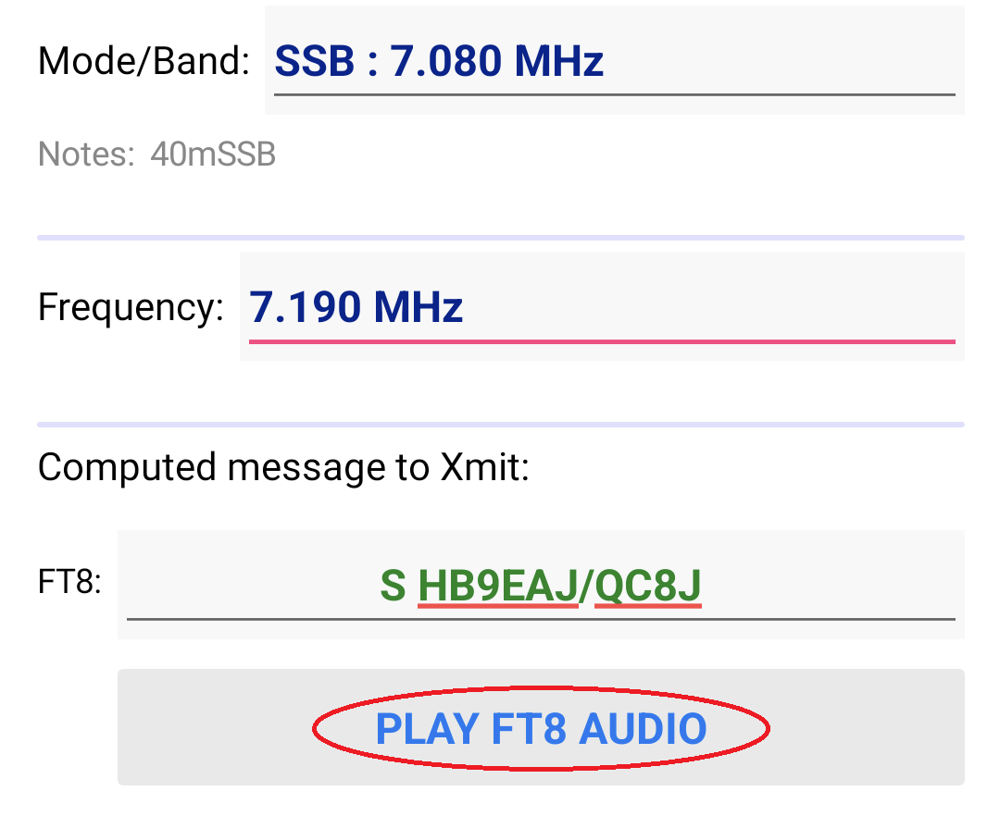 Mode/Band: SSB : 7.080 MHz
Notes: 40mSSB
Frequency: 7.190 MHz
Computed message to Xmit:
FT8: S HB9EAJ/QC8J
PLAY FT8 AUDIO